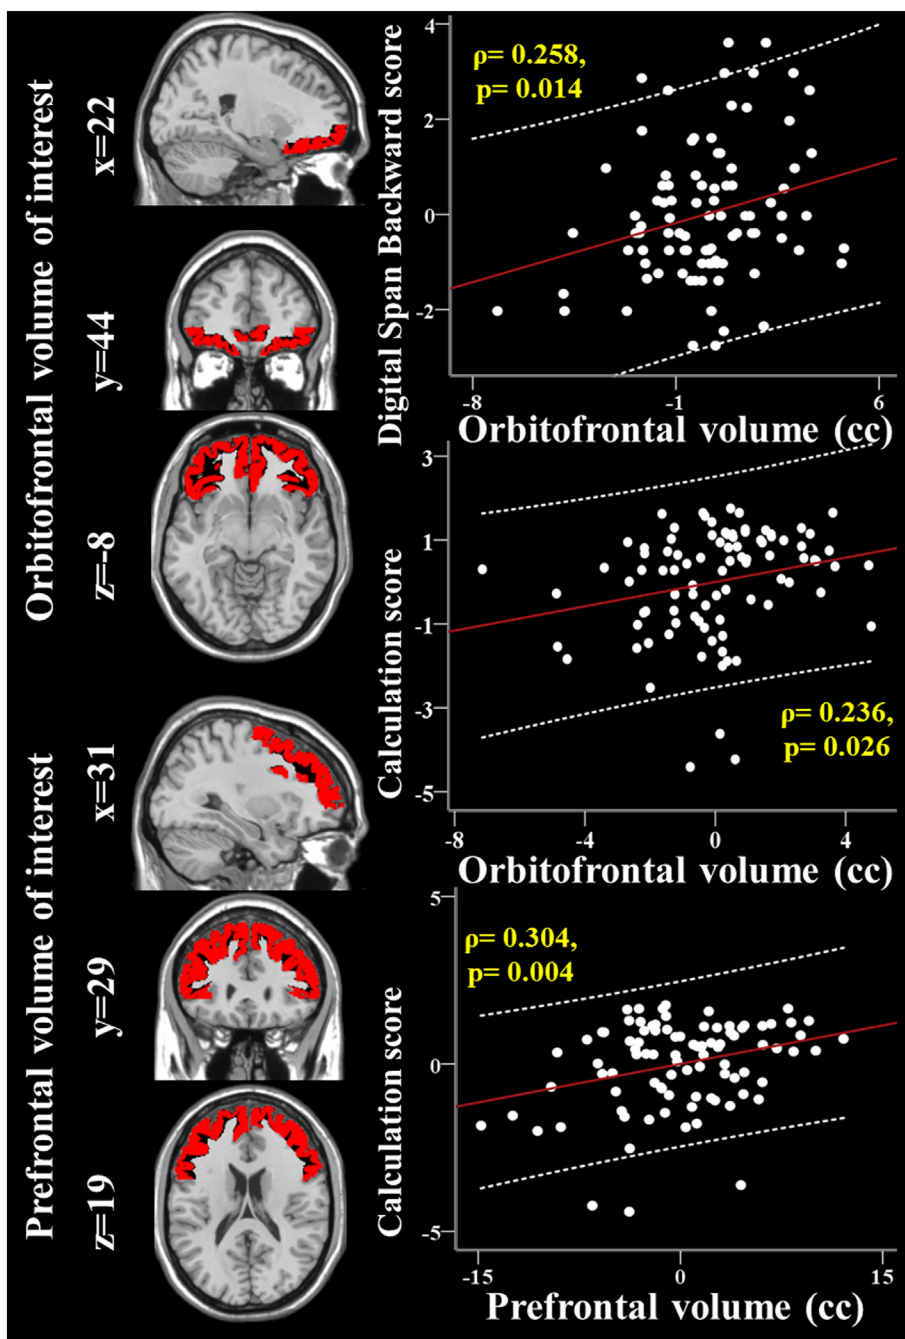 Orbitofrontal volume of interest
x=22
y=44
z=-8
Prefrontal volume of interest
x=31
y=29
z=19
Digital Span Backward score
4
2
0
-2
ρ= 0.258,
p= 0.014
-8 -1 6
Orbitofrontal volume (cc)
Calculation score
3
1
-1
-3
-5
ρ= 0.236,
p= 0.026
-8 -4 0 4
Orbitofrontal volume (cc)
Calculation score
5
0
-5
ρ= 0.304,
p= 0.004
-15 0 15
Prefrontal volume (cc)